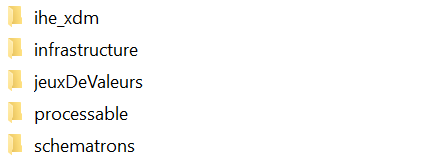 ihe_xdm
infrastructure
jeuxDeValeurs
processable
schematrons